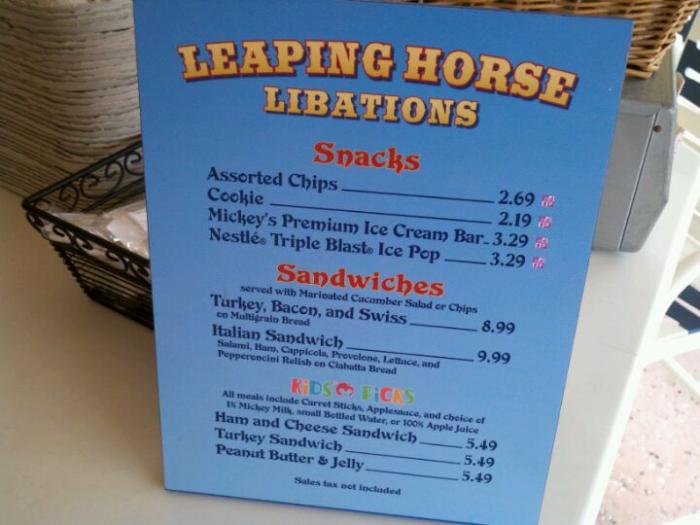 LEAPING HORSE
LIBATIONS
Snacks
Assorted Chips 2.69
Cookie 2.19
Mickey's Premium Ice Cream Bar 3.29
Nestlé® Triple Blast® Ice Pop 3.29
Sandwiches
served with Marinated Cucumber Salad or Chips
Turkey, Bacon, and Swiss 8.99
on Multigrain Bread
Italian Sandwich 9.99
Salami, Ham, Cappicola, Provolone, Lettuce, and
Pepperoncini Relish on Ciabatta Bread
KiDS' PiCKS
All meals include Carrot Sticks, Applesauce, and choice of
1% Mickey Milk, small Bottled Water, or 100% Apple Juice
Ham and Cheese Sandwich 5.49
Turkey Sandwich 5.49
Peanut Butter & Jelly 5.49
Sales tax not included